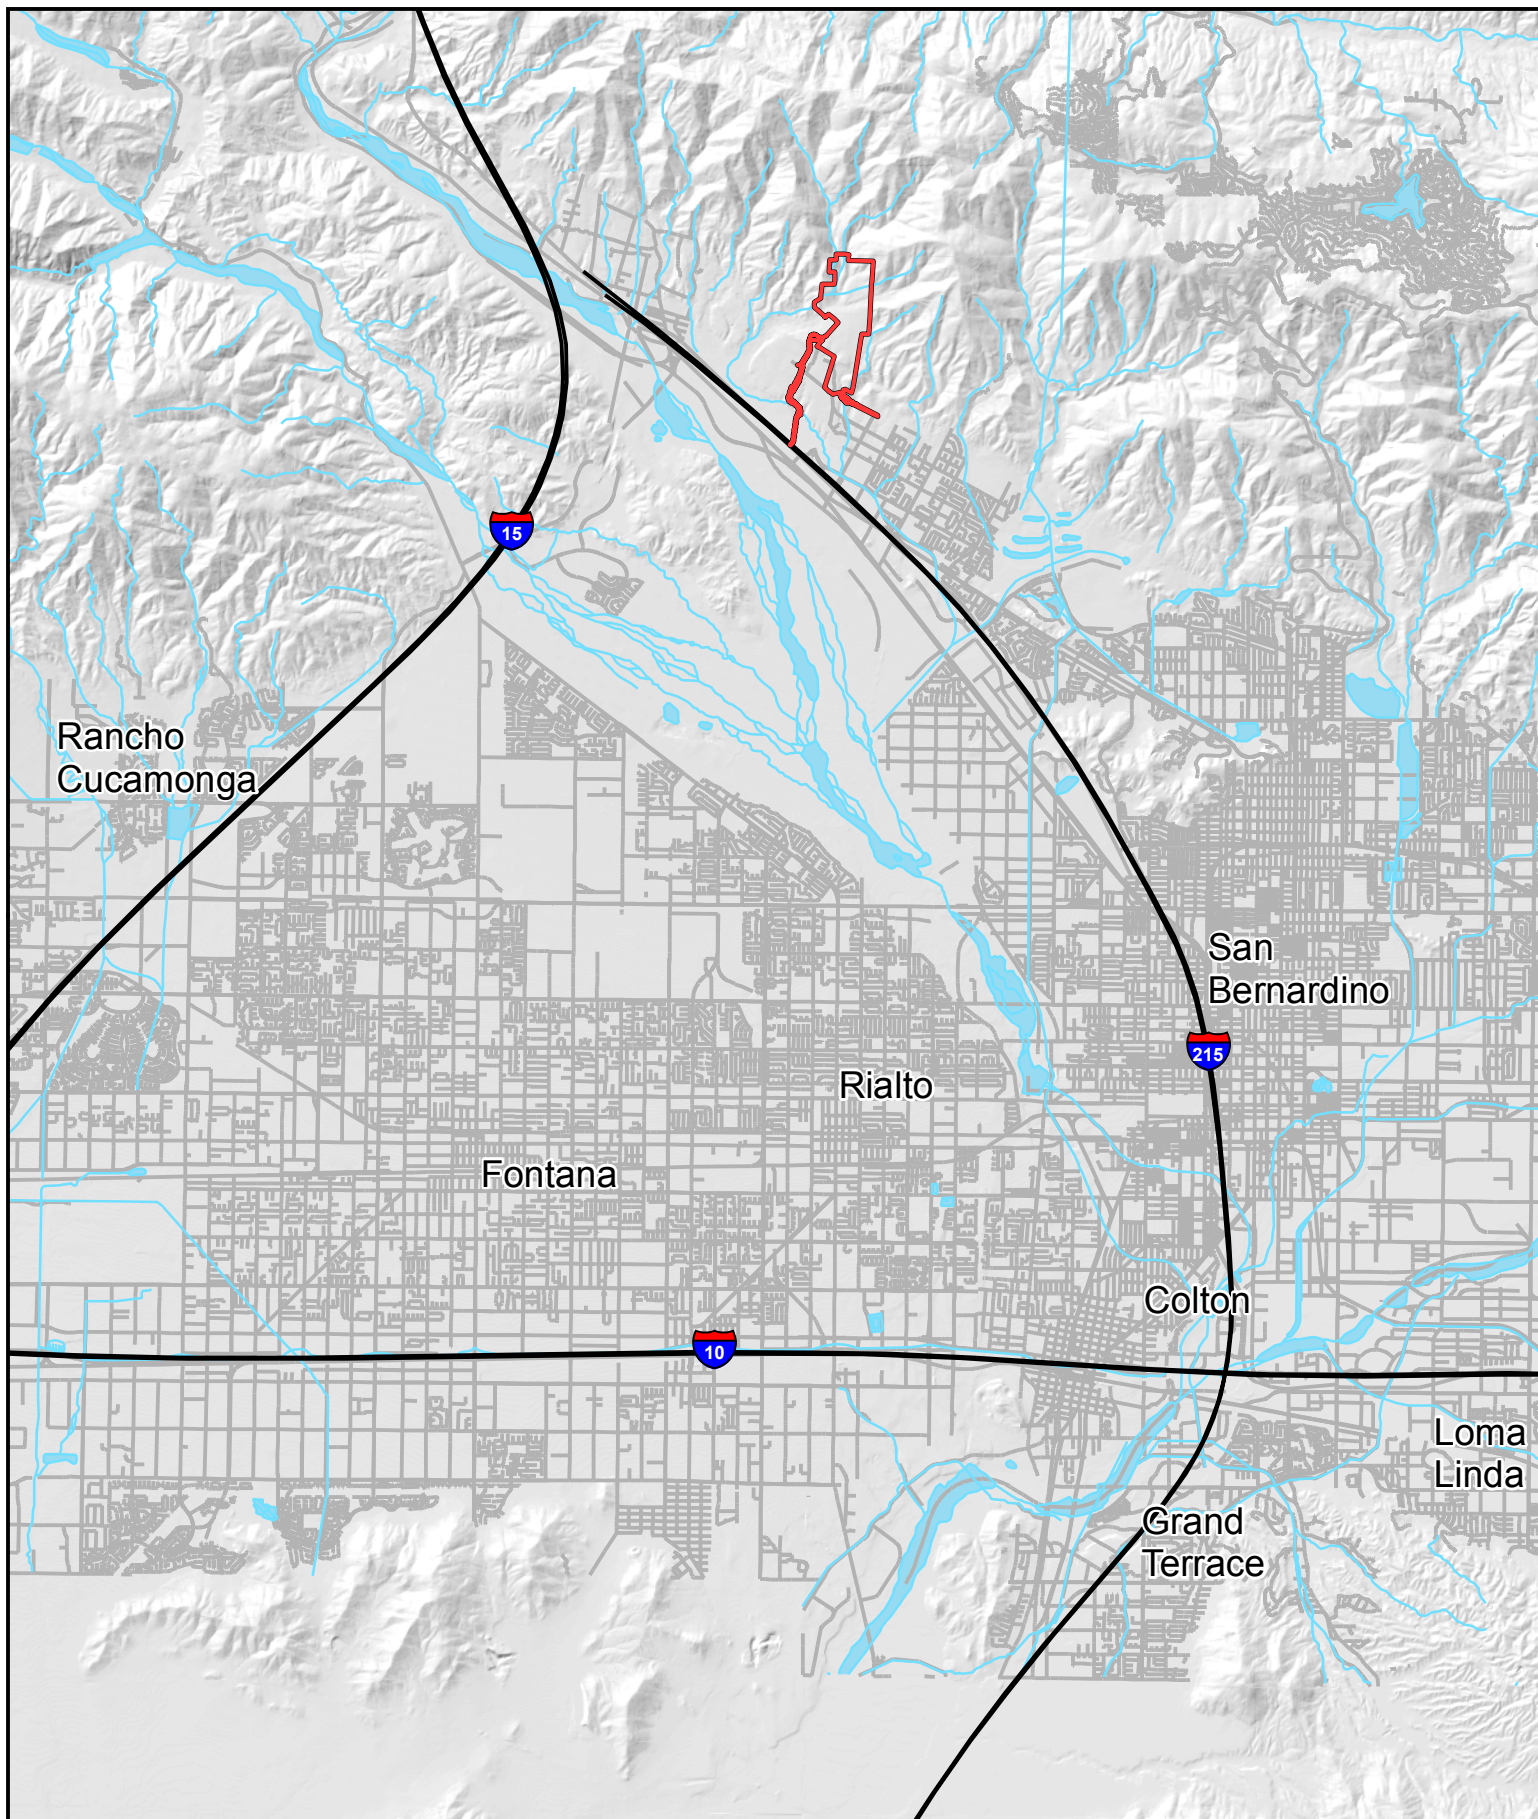 15
Rancho
Cucamonga
San
Bernardino
215
Rialto
Fontana
Colton
10
Loma
Linda
Grand
Terrace